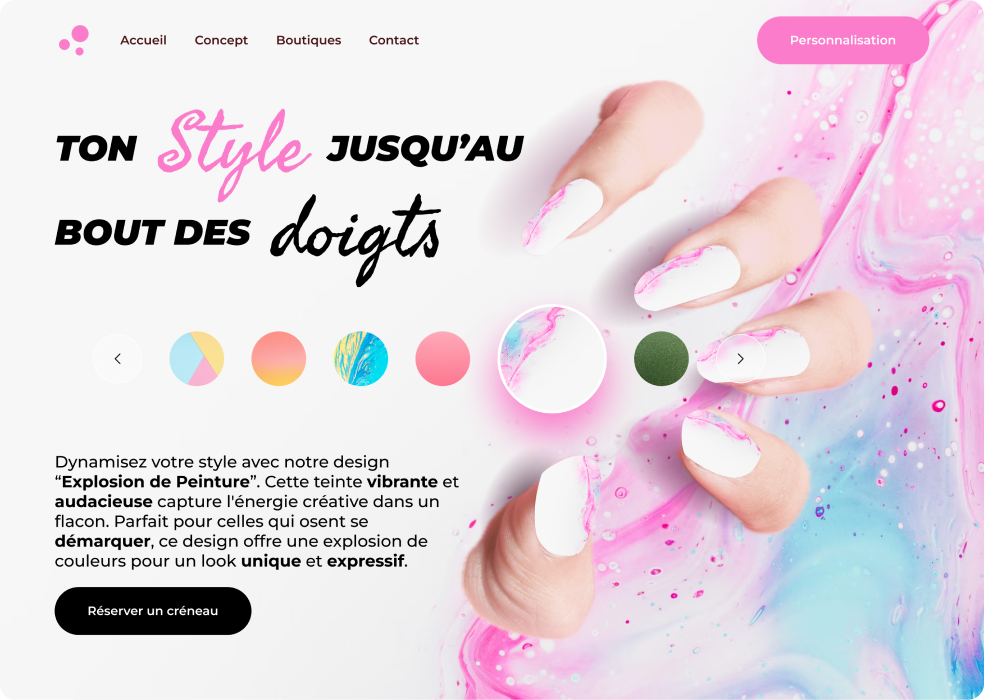 Accueil Concept Boutiques Contact Personnalisation
TON Style JUSQU’AU
BOUT DES doigts
Dynamisez votre style avec notre design
“Explosion de Peinture”. Cette teinte vibrante et
audacieuse capture l'énergie créative dans un
flacon. Parfait pour celles qui osent se
démarquer, ce design offre une explosion de
couleurs pour un look unique et expressif.
Réserver un créneau